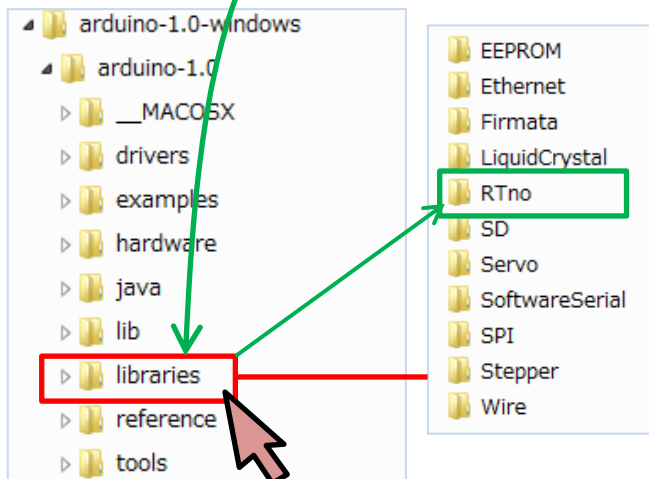 arduino-1.0-windows
arduino-1.0
__MACOSX
drivers
examples
hardware
java
lib
libraries
reference
tools
EEPROM
Ethernet
Firmata
LiquidCrystal
RTno
SD
Servo
SoftwareSerial
SPI
Stepper
Wire